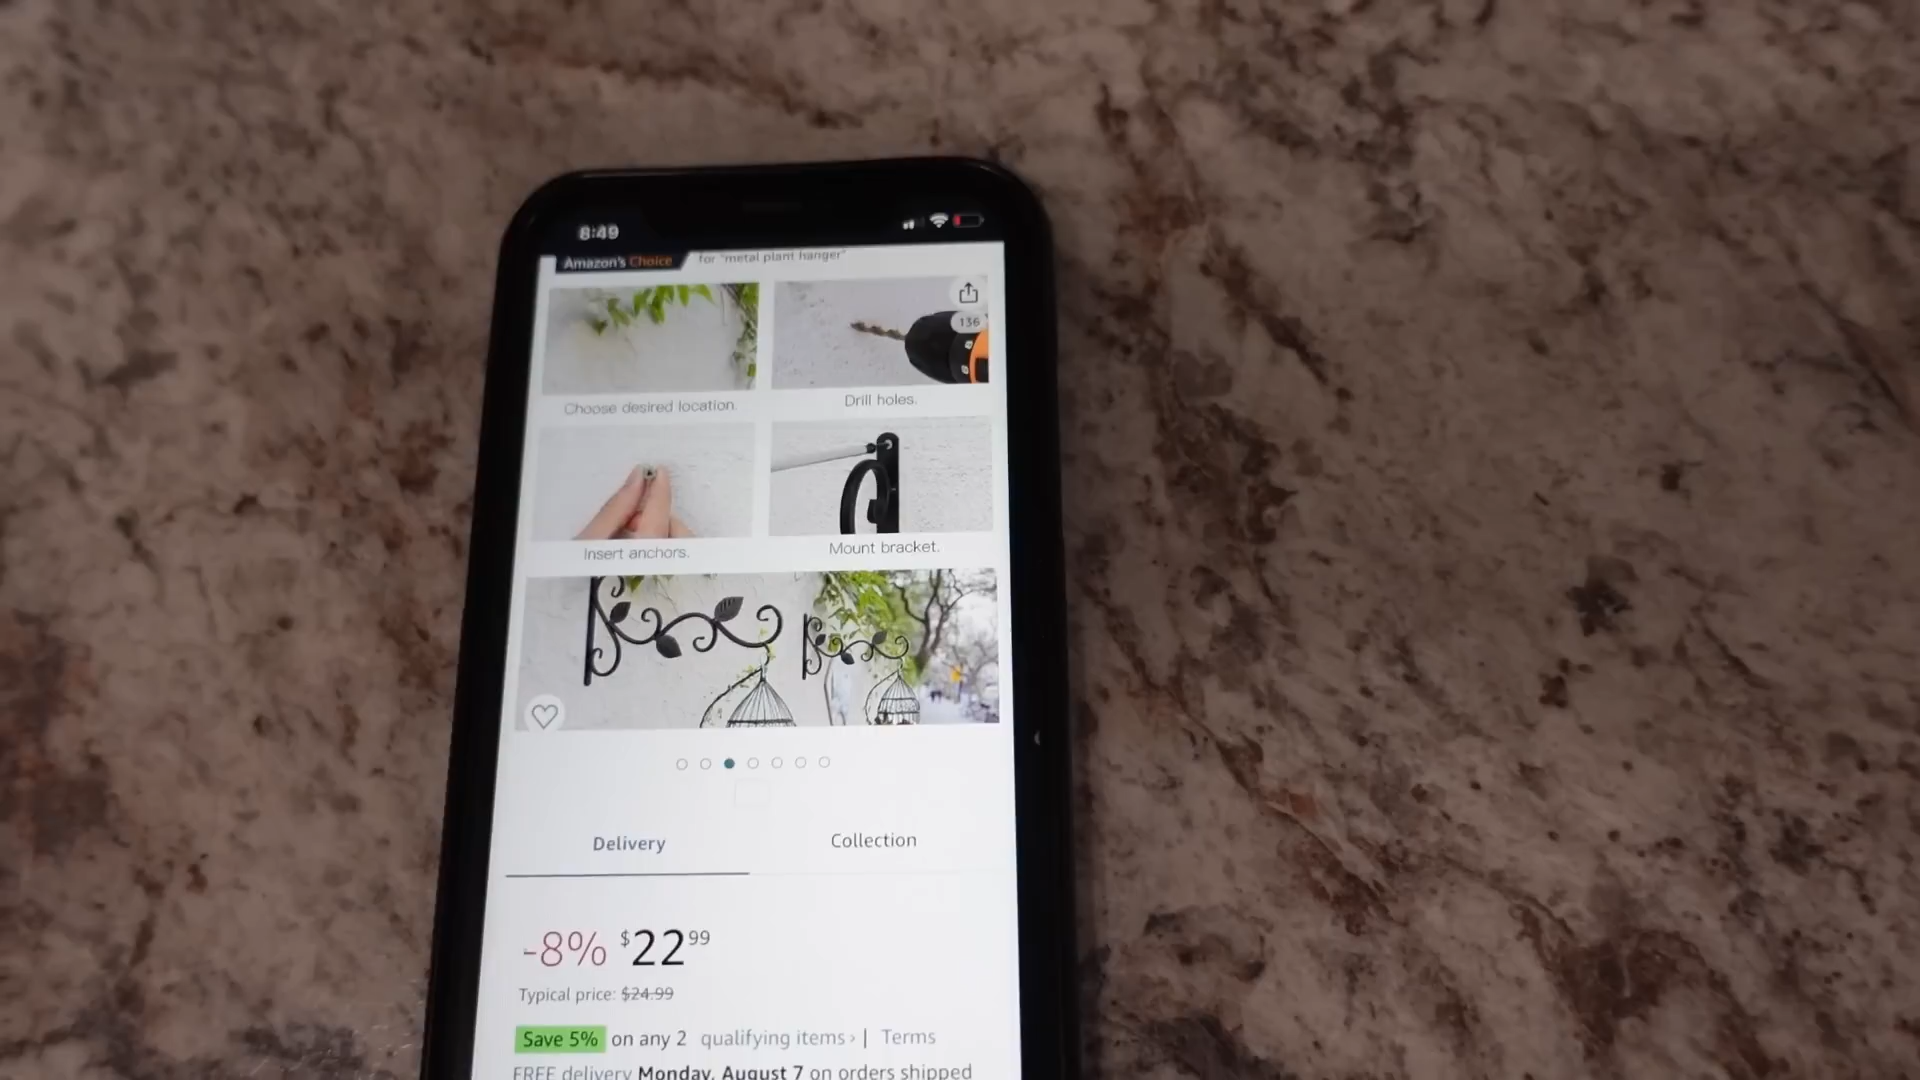 8:49
Amazon's Choice for "metal plant hanger"
136
Choose desired location.
Drill holes.
Insert anchors.
Mount bracket.
Delivery
Collection
-8% $22 99
Typical price: $24.99
Save 5% on any 2 qualifying items › | Terms
FREE delivery Monday, August 7 on orders shipped